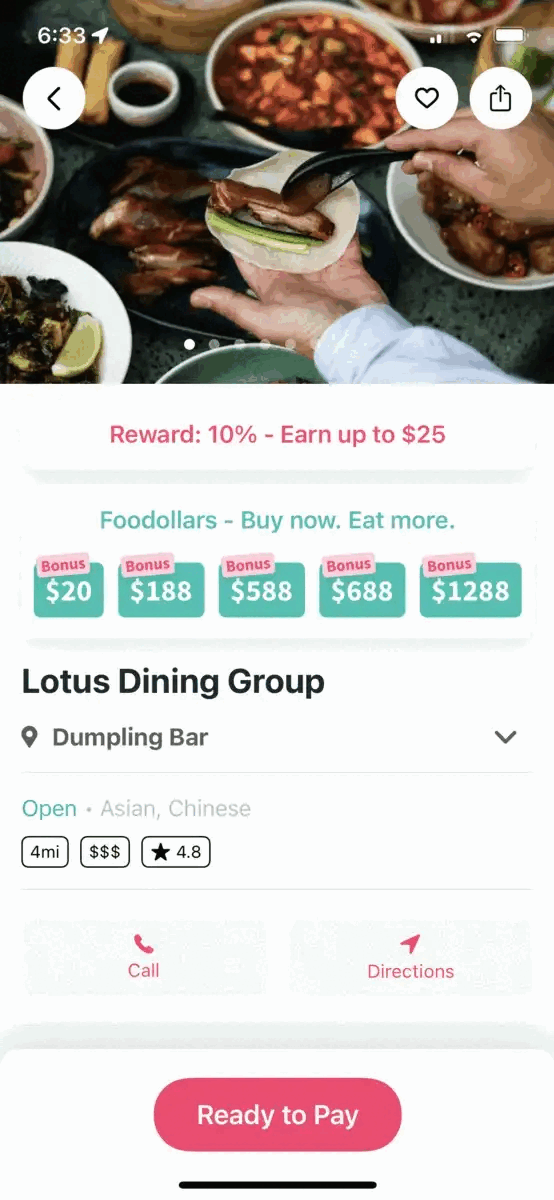 6:33
Reward: 10% - Earn up to $25
Foodollars - Buy now. Eat more.
Bonus Bonus Bonus Bonus Bonus
$20 $188 $588 $688 $1288
Lotus Dining Group
Dumpling Bar
Open • Asian, Chinese
4mi $$$ ★ 4.8
Call Directions
Ready to Pay